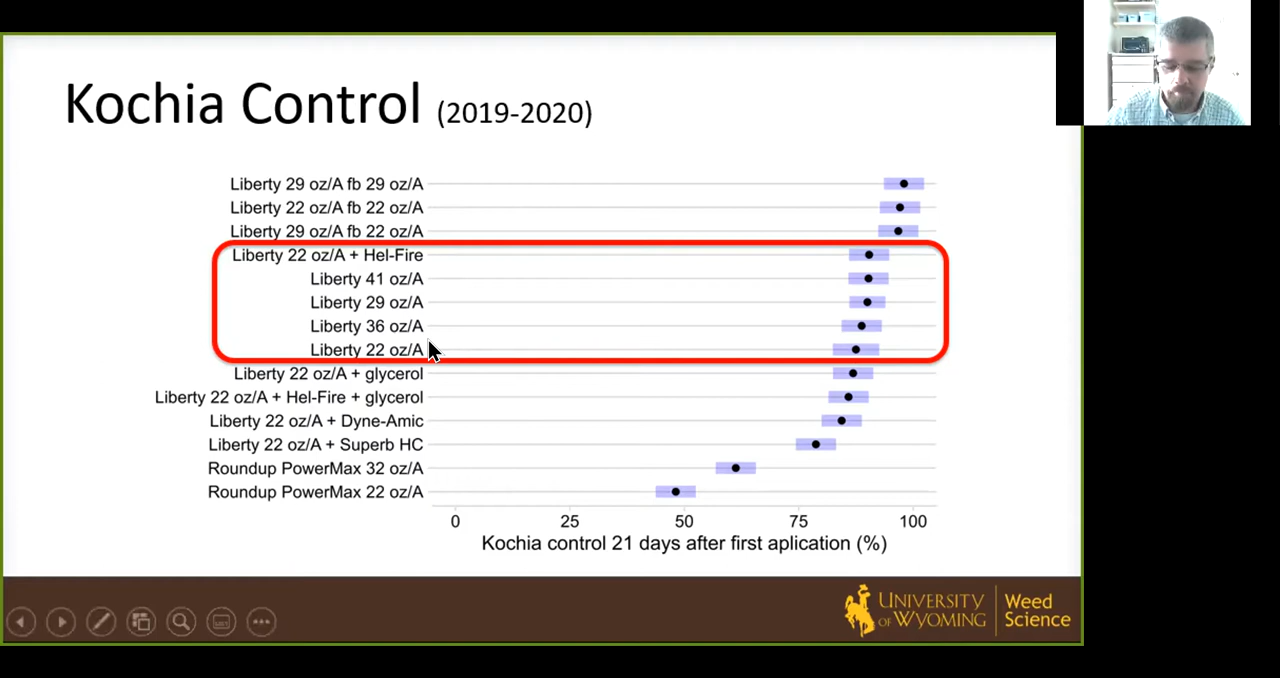 Kochia Control (2019-2020)
Liberty 29 oz/A fb 29 oz/A
Liberty 22 oz/A fb 22 oz/A
Liberty 29 oz/A fb 22 oz/A
Liberty 22 oz/A + Hel-Fire
Liberty 41 oz/A
Liberty 29 oz/A
Liberty 36 oz/A
Liberty 22 oz/A
Liberty 22 oz/A + glycerol
Liberty 22 oz/A + Hel-Fire + glycerol
Liberty 22 oz/A + Dyne-Amic
Liberty 22 oz/A + Superb HC
Roundup PowerMax 32 oz/A
Roundup PowerMax 22 oz/A
0 25 50 75 100
Kochia control 21 days after first aplication (%)
UNIVERSITY
OF WYOMING
Weed
Science